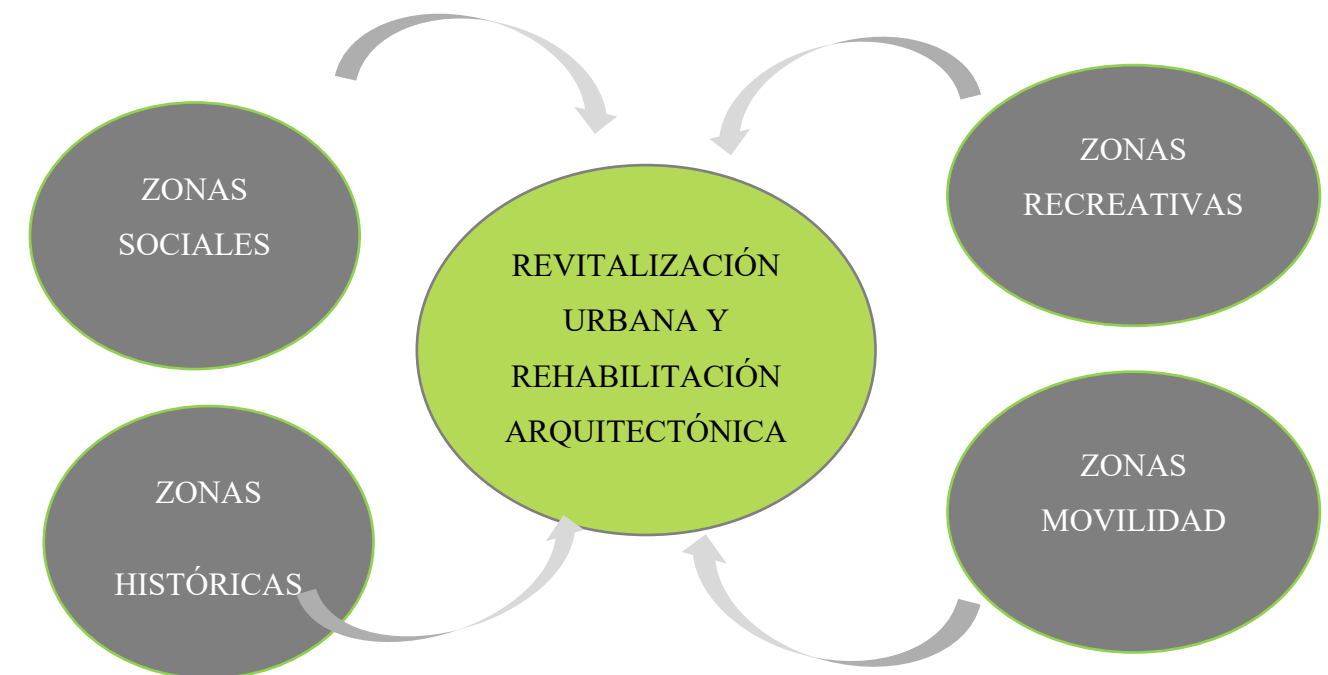 ZONAS
SOCIALES
ZONAS
RECREATIVAS
REVITALIZACIÓN
URBANA Y
REHABILITACIÓN
ARQUITECTÓNICA
ZONAS
HISTÓRICAS
ZONAS
MOVILIDAD